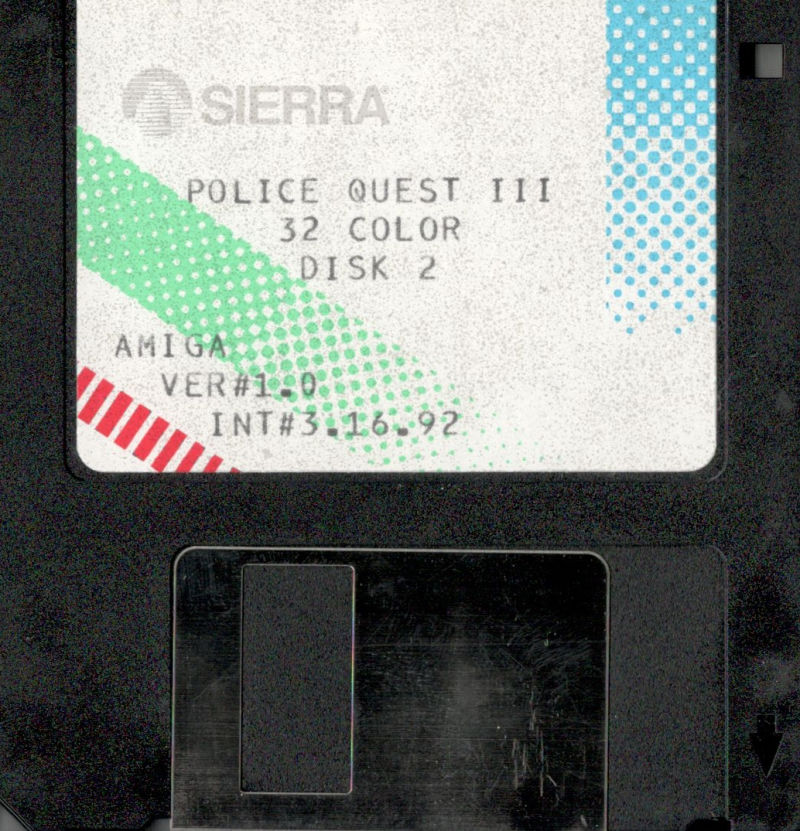 SIERRA
POLICE QUEST III
32 COLOR
DISK 2
AMIGA
VER#1.0
INT#3.16.92